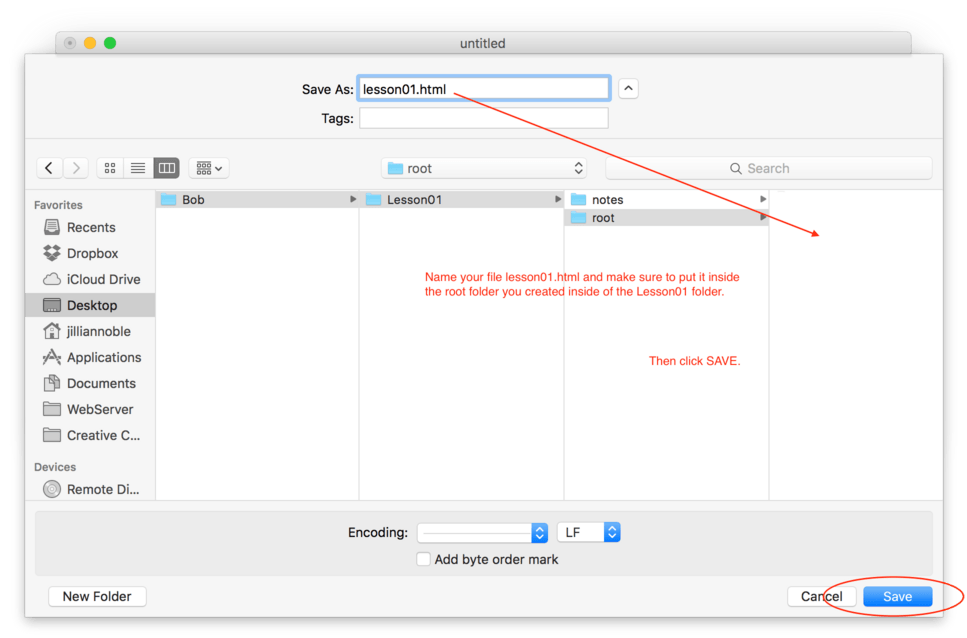 untitled
Save As: lesson01.html
Tags:
root
Search
Favorites
Recents
Dropbox
iCloud Drive
Desktop
jilliannoble
Applications
Documents
WebServer
Creative C...
Devices
Remote Di...
Bob
Lesson01
notes
root
Name your file lesson01.html and make sure to put it inside
the root folder you created inside of the Lesson01 folder.
Then click SAVE.
Encoding: LF
Add byte order mark
New Folder
Cancel
Save